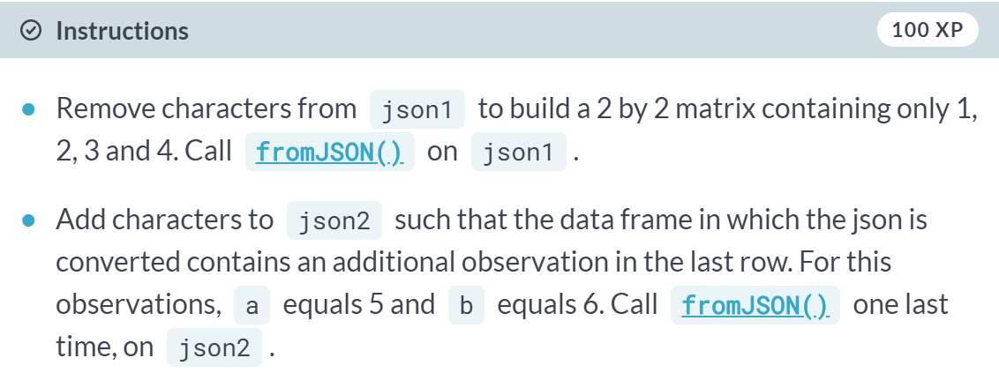 Instructions
100 XP
Remove characters from json1 to build a 2 by 2 matrix containing only 1,
2, 3 and 4. Call fromJSON() on json1 .
Add characters to json2 such that the data frame in which the json is
converted contains an additional observation in the last row. For this
observations, a equals 5 and b equals 6. Call fromJSON() one last
time, on json2 .